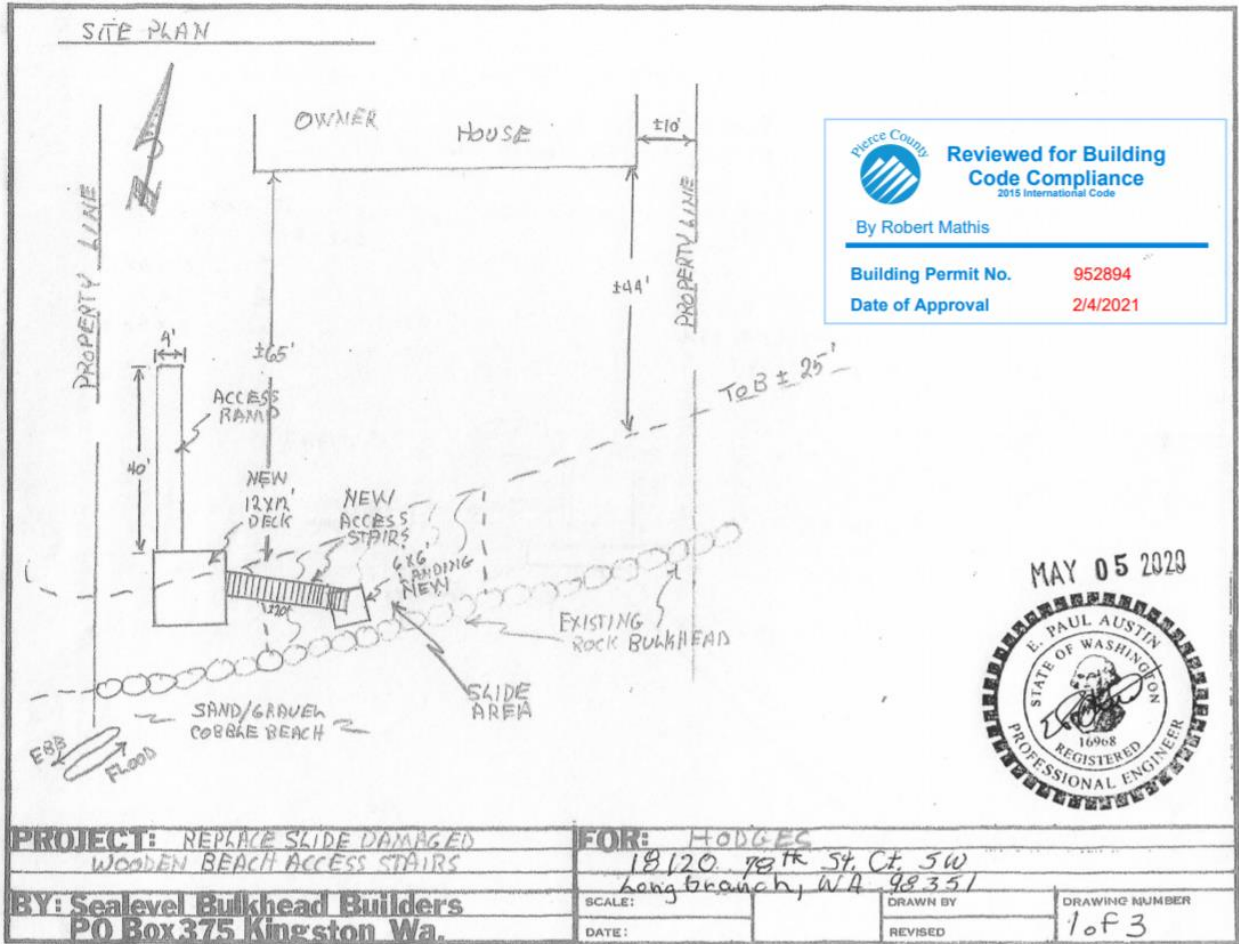 SITE PLAN
OWNER HOUSE
±10'
PROPERTY LINE
PROPERTY LINE
±65'
±44'
4'
40'
ACCESS
RAMP
NEW
12X12'
DECK
NEW
ACCESS
STAIRS
6'X6'
LANDING
NEW
±20'
TOB ± 25'
EXISTING
ROCK BULKHEAD
SLIDE
AREA
SAND/GRAVEL
COBBLE BEACH
EBB
FLOOD
N
Pierce County
Reviewed for Building
Code Compliance
2015 International Code
By Robert Mathis
Building Permit No. 952894
Date of Approval 2/4/2021
MAY 05 2020
E. PAUL AUSTIN
STATE OF WASHINGTON
16968
REGISTERED
PROFESSIONAL ENGINEER
PROJECT: REPLACE SLIDE DAMAGED
WOODEN BEACH ACCESS STAIRS
BY: Sealevel Bulkhead Builders
PO Box 375 Kingston Wa.
FOR: HODGES
18120 78th St. Ct. SW
Longbranch, WA 98351
SCALE:
DATE:
DRAWN BY
REVISED
DRAWING NUMBER
1 of 3